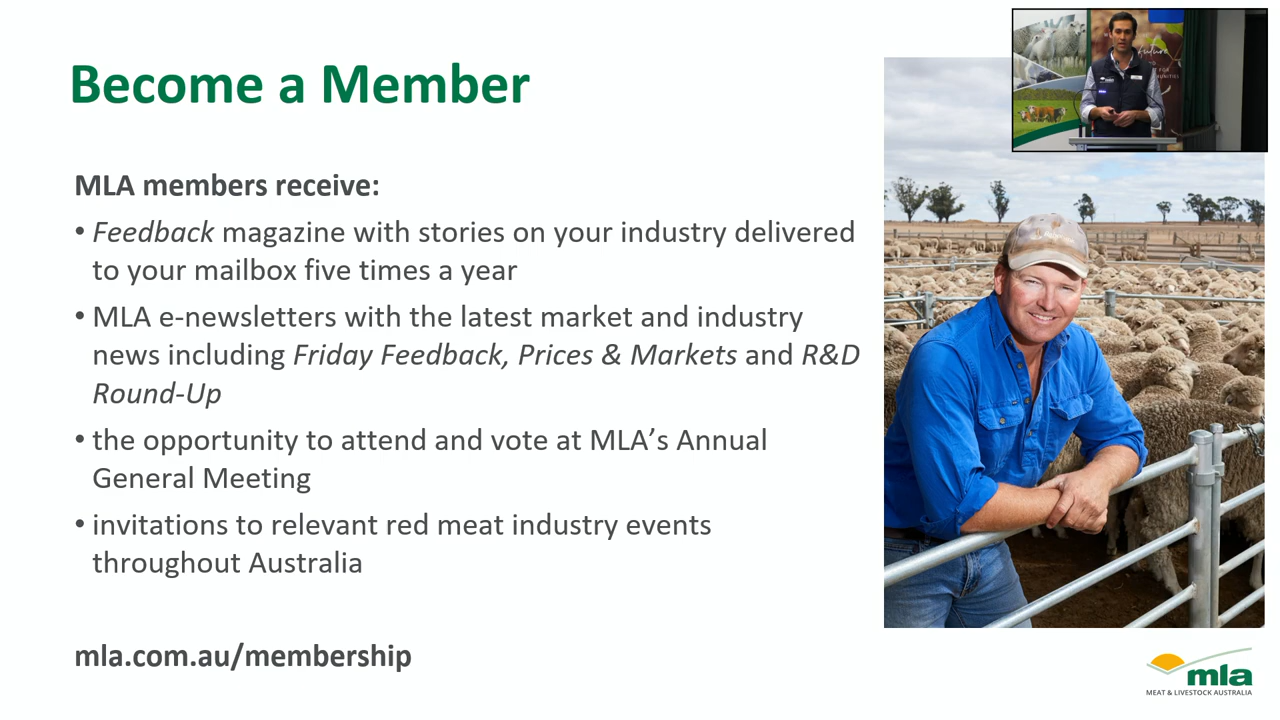 Become a Member
MLA members receive:
• Feedback magazine with stories on your industry delivered
to your mailbox five times a year
• MLA e-newsletters with the latest market and industry
news including Friday Feedback, Prices & Markets and R&D
Round-Up
• the opportunity to attend and vote at MLA’s Annual
General Meeting
• invitations to relevant red meat industry events
throughout Australia
mla.com.au/membership
future
mla
MEAT & LIVESTOCK AUSTRALIA